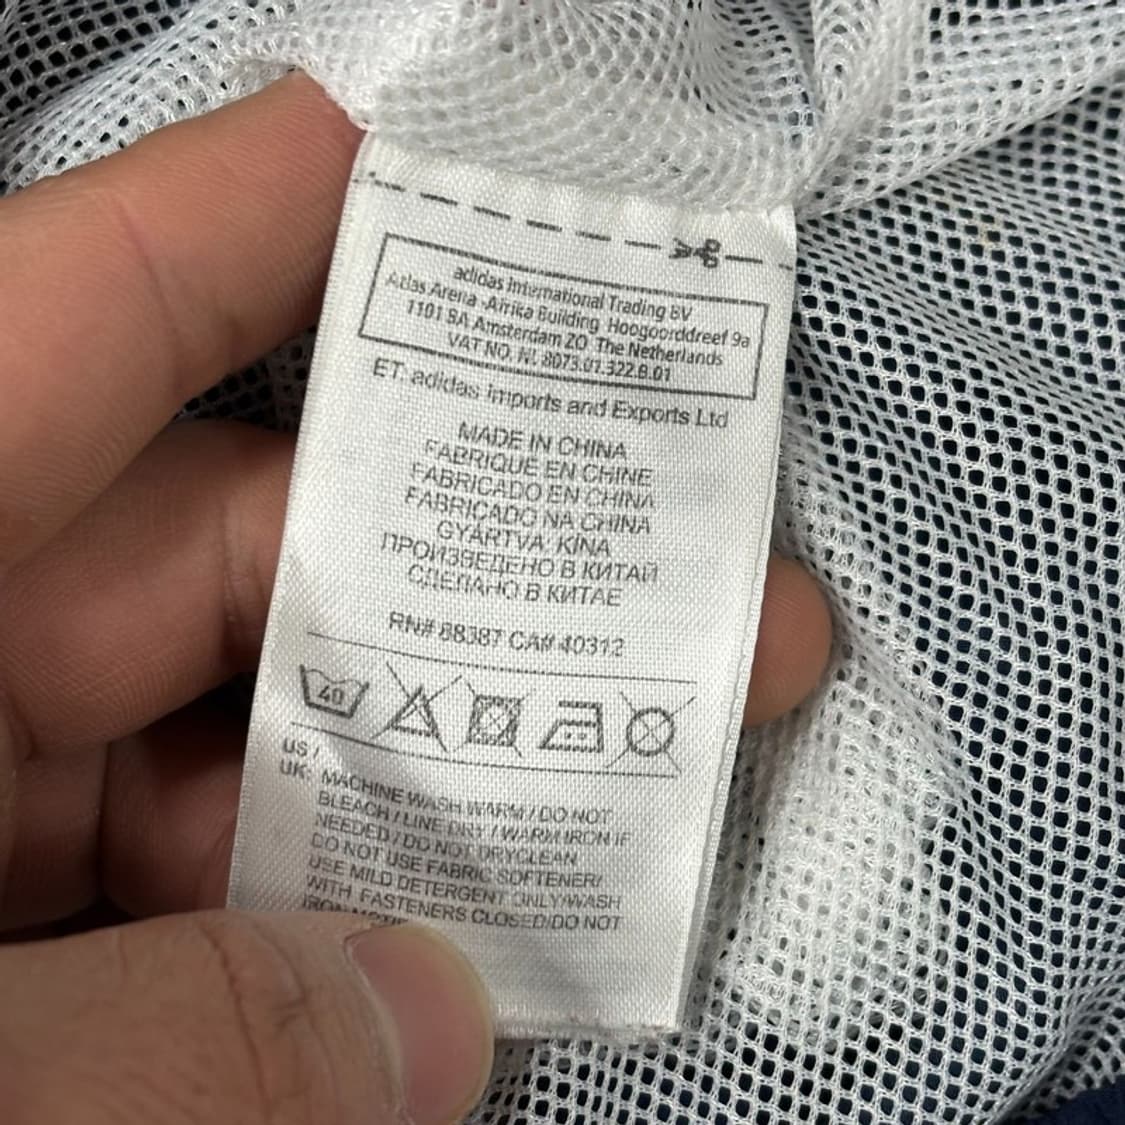 adidas International Trading BV
Atlas Arena -Afrika Building Hoogoorddreef 9a
1101 BA Amsterdam ZO The Netherlands
VAT NO. NL 8073.01.322.B.01
ET: adidas Imports and Exports Ltd
MADE IN CHINA
FABRIQUÉ EN CHINE
FABRICADO EN CHINA
FABRICADO NA CHINA
GYÁRTVA: KÍNA
ПРОИЗВЕДЕНО В КИТАЙ
СДЕЛАНО В КИТАЕ
RN# 88387 CA# 40312
40
US /
UK: MACHINE WASH WARM / DO NOT
BLEACH / LINE DRY / WARM IRON IF
NEEDED / DO NOT DRYCLEAN
DO NOT USE FABRIC SOFTENER/
USE MILD DETERGENT ONLY/WASH
WITH FASTENERS CLOSED/DO NOT
IRON